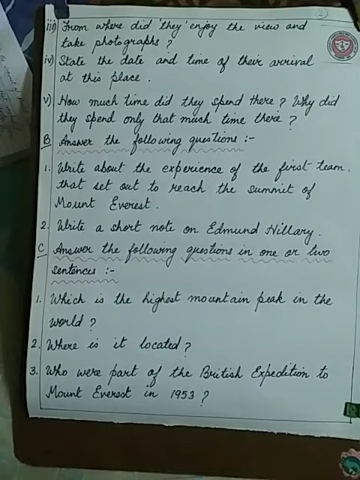 (2)
iii) From where did 'they' enjoy the view and
take photographs?
iv) State the date and time of their arrival
at this place.
v) How much time did they spend there? Why did
they spend only that much time there?
B Answer the following questions :-
1. Write about the experience of the first team
that set out to reach the summit of
Mount Everest.
2. Write a short note on Edmund Hillary.
C Answer the following questions in one or two
sentences :-
1. Which is the highest mountain peak in the
world?
2. Where is it located?
3. Who were part of the British Expedition to
Mount Everest in 1953?